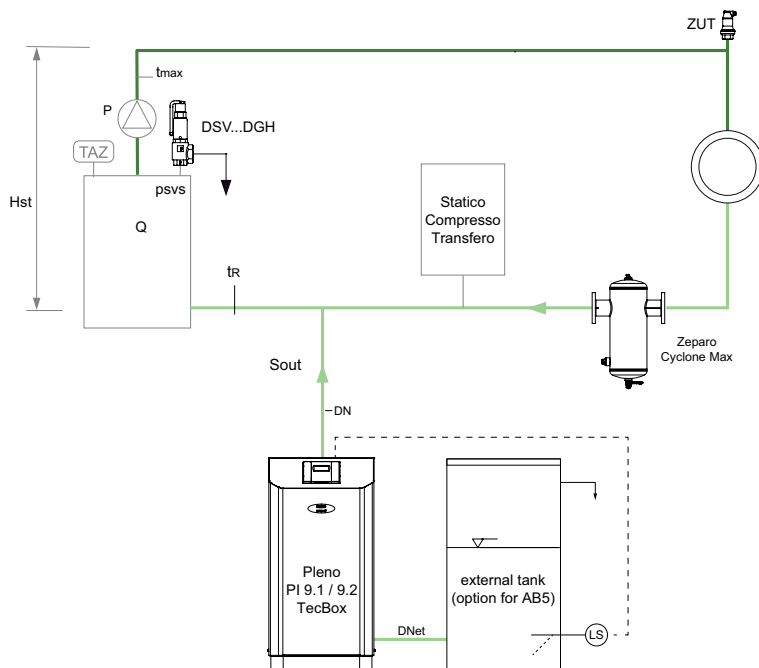 ZUT
tmax
P
DSV...DGH
TAZ
psvs
Hst
Q
Statico
Compresso
Transfero
tR
Zeparo
Cyclone Max
Sout
DN
Pleno
PI 9.1 / 9.2
TecBox
external tank
(option for AB5)
DNet
LS